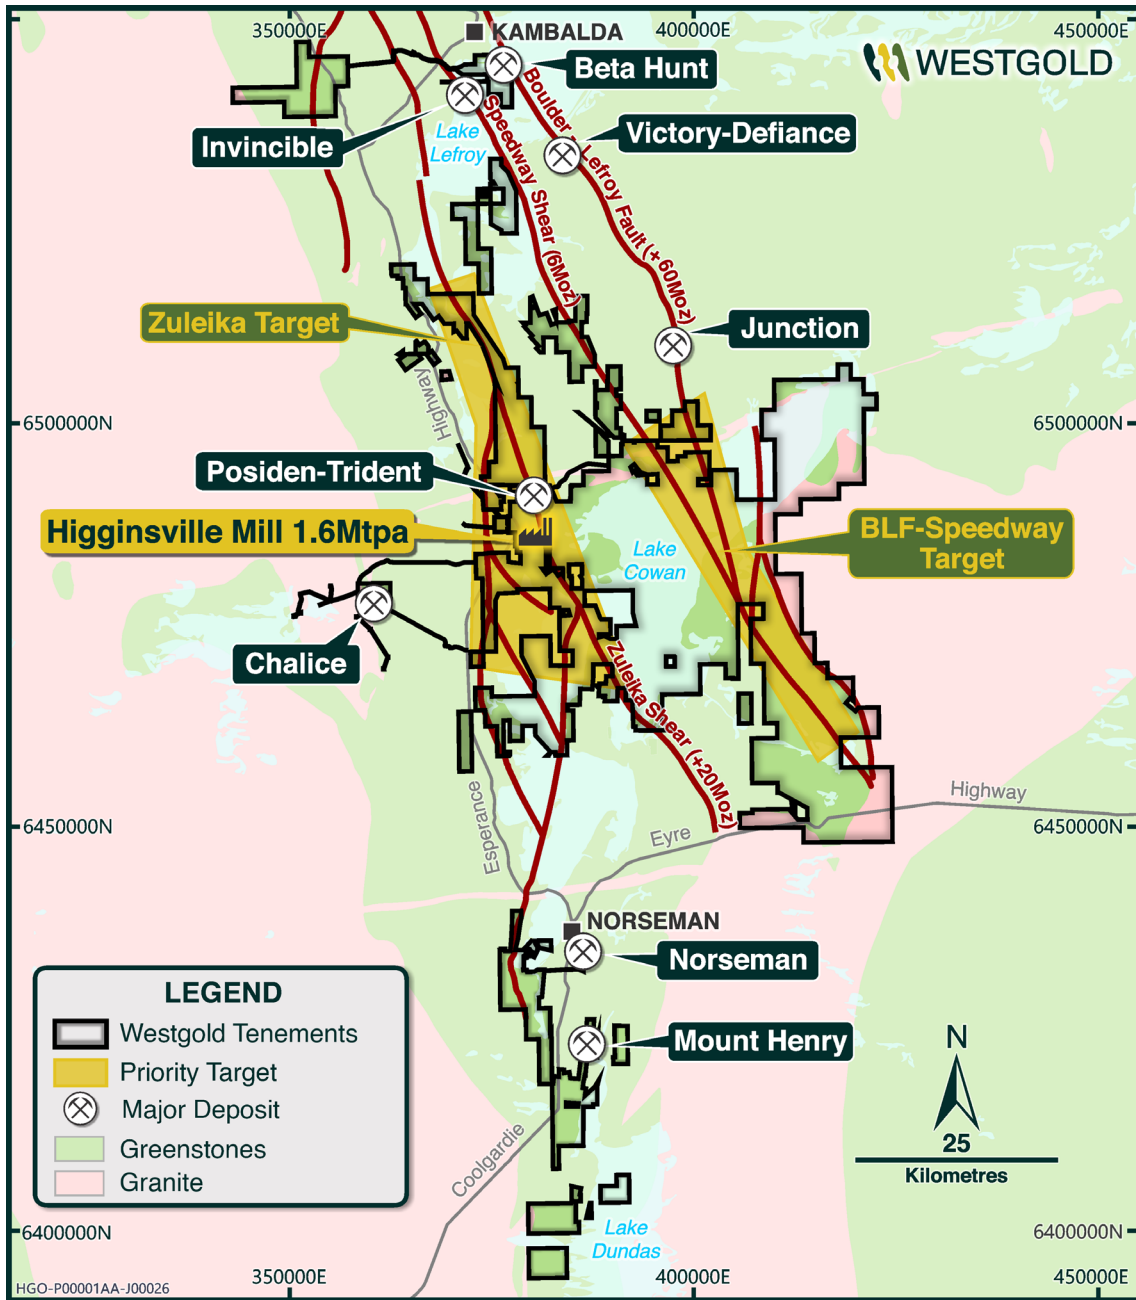 350000E
400000E
450000E
KAMBALDA
WESTGOLD
Beta Hunt
Invincible
Lake
Lefroy
Victory-Defiance
Boulder - Lefroy Fault (+60Moz)
Speedway Shear (6Moz)
Zuleika Target
Junction
Highway
6500000N
6500000N
Posiden-Trident
Higginsville Mill 1.6Mtpa
BLF-Speedway
Target
Lake
Cowan
Chalice
Zuleika Shear (+20Moz)
Esperance
Highway
6450000N
6450000N
Eyre
NORSEMAN
Norseman
Mount Henry
LEGEND
Westgold Tenements
Priority Target
Major Deposit
Greenstones
Granite
Coolgardie
N
25
Kilometres
6400000N
6400000N
Lake
Dundas
350000E
400000E
450000E
HGO-P00001AA-J00026